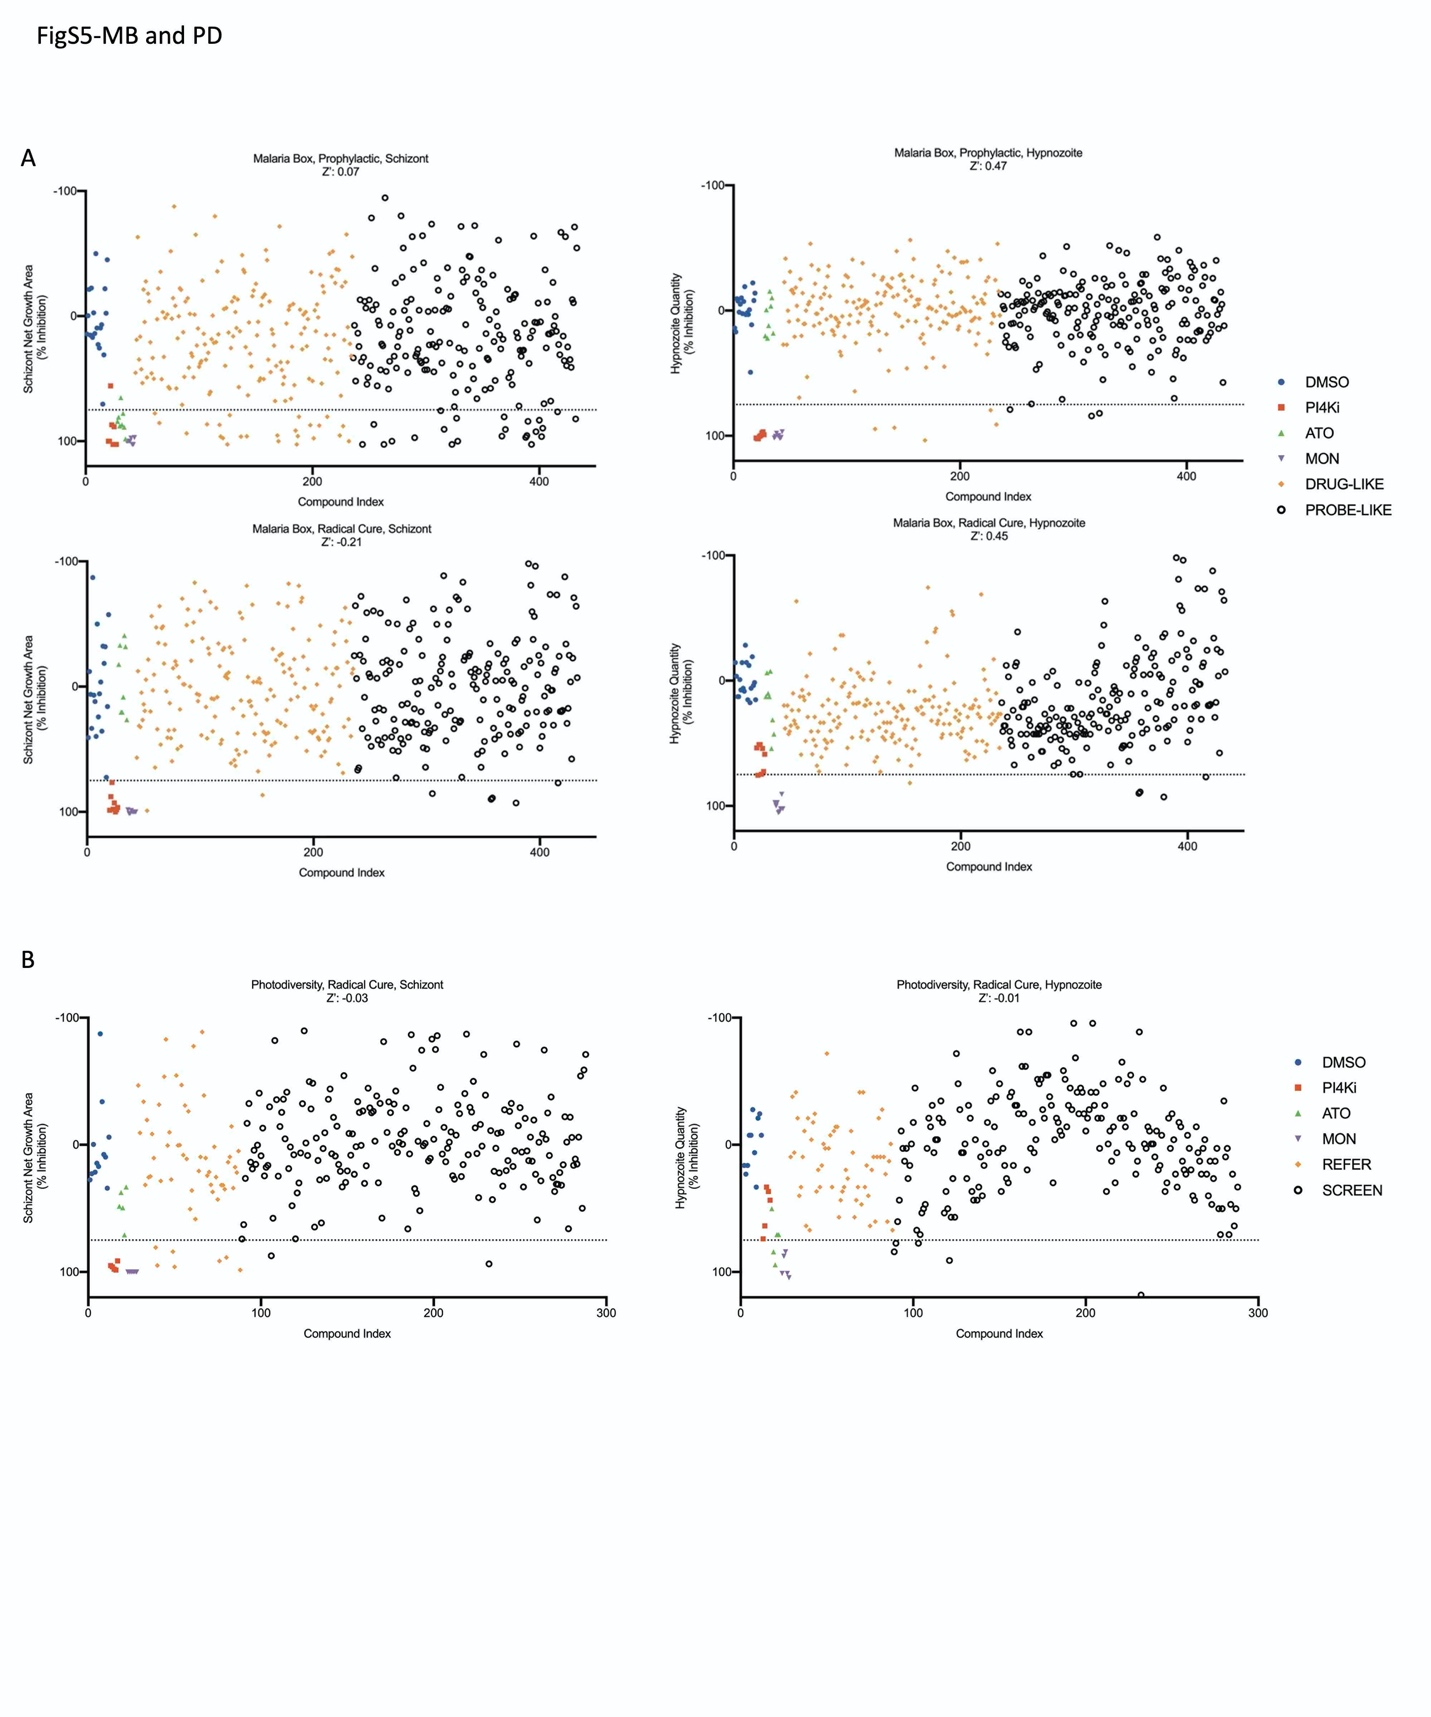 FigS5-MB and PD
A
Malaria Box, Prophylactic, Schizont
Z': 0.07
-100
0
100
Schizont Net Growth Area
(% Inhibition)
0
200
400
Compound Index
Malaria Box, Prophylactic, Hypnozoite
Z': 0.47
-100
0
100
Hypnozoite Quantity
(% Inhibition)
0
200
400
Compound Index
DMSO
PI4Ki
ATO
MON
DRUG-LIKE
PROBE-LIKE
Malaria Box, Radical Cure, Schizont
Z': -0.21
-100
0
100
Schizont Net Growth Area
(% Inhibition)
0
200
400
Compound Index
Malaria Box, Radical Cure, Hypnozoite
Z': 0.45
-100
0
100
Hypnozoite Quantity
(% Inhibition)
0
200
400
Compound Index
B
Photodiversity, Radical Cure, Schizont
Z': -0.03
-100
0
100
Schizont Net Growth Area
(% Inhibition)
0
100
200
300
Compound Index
Photodiversity, Radical Cure, Hypnozoite
Z': -0.01
-100
0
100
Hypnozoite Quantity
(% Inhibition)
0
100
200
300
Compound Index
DMSO
PI4Ki
ATO
MON
REFER
SCREEN